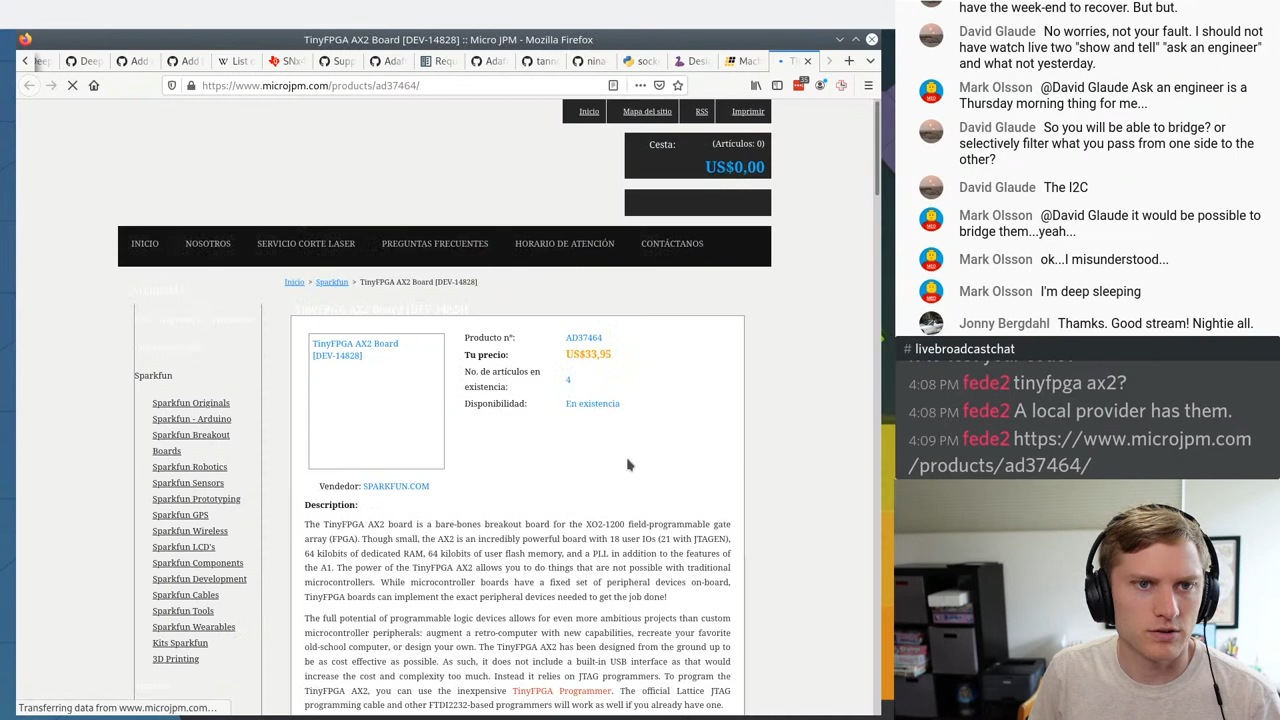 TinyFPGA AX2 Board [DEV-14828] :: Micro JPM - Mozilla Firefox
Deep
Add
Add t
List o
SNx4
Supp
Adaf
Requ
Adaf
tannu
nina
socke
Desi
Mach
https://www.microjpm.com/products/ad37464/
Inicio
Mapa del sitio
RSS
Imprimir
Cesta:
(Artículos: 0)
US$0,00
INICIO
NOSOTROS
SERVICIO CORTE LASER
PREGUNTAS FRECUENTES
HORARIO DE ATENCIÓN
CONTÁCTANOS
Inicio > Sparkfun > TinyFPGA AX2 Board [DEV-14828]
TinyFPGA AX2 Board [DEV-14828]
Sparkfun
Sparkfun Originals
Sparkfun - Arduino
Sparkfun Breakout
Boards
Sparkfun Robotics
Sparkfun Sensors
Sparkfun Prototyping
Sparkfun GPS
Sparkfun Wireless
Sparkfun LCD's
Sparkfun Components
Sparkfun Development
Sparkfun Cables
Sparkfun Tools
Sparkfun Wearables
Kits Sparkfun
3D Printing
TinyFPGA AX2 Board
[DEV-14828]
Producto nº: AD37464
Tu precio: US$33,95
No. de artículos en
existencia: 4
Disponibilidad: En existencia
Vendedor: SPARKFUN.COM
Description:
The TinyFPGA AX2 board is a bare-bones breakout board for the XO2-1200 field-programmable gate
array (FPGA). Though small, the AX2 is an incredibly powerful board with 18 user IOs (21 with JTAGEN),
64 kilobits of dedicated RAM, 64 kilobits of user flash memory, and a PLL in addition to the features of
the A1. The power of the TinyFPGA AX2 allows you to do things that are not possible with traditional
microcontrollers. While microcontroller boards have a fixed set of peripheral devices on-board,
TinyFPGA boards can implement the exact peripheral devices needed to get the job done!
The full potential of programmable logic devices allows for even more ambitious projects than custom
microcontroller peripherals: augment a retro-computer with new capabilities, recreate your favorite
old-school computer, or design your own. The TinyFPGA AX2 has been designed from the ground up to
be as cost effective as possible. As such, it does not include a built-in USB interface as that would
increase the cost and complexity too much. Instead it relies on JTAG programmers. To program the
TinyFPGA AX2, you can use the inexpensive TinyFPGA Programmer. The official Lattice JTAG
programming cable and other FTDI2232-based programmers will work as well if you already have one.
Transferring data from www.microjpm.com…
have the week-end to recover. But but.
David Glaude No worries, not your fault. I should not
have watch live two "show and tell" "ask an engineer"
and what not yesterday.
Mark Olsson @David Glaude Ask an engineer is a
Thursday morning thing for me...
David Glaude So you will be able to bridge? or
selectively filter what you pass from one side to the
other?
David Glaude The I2C
Mark Olsson @David Glaude it would be possible to
bridge them...yeah...
Mark Olsson ok...I misunderstood...
Mark Olsson I'm deep sleeping
Jonny Bergdahl Thamks. Good stream! Nightie all.
# livebroadcastchat
4:08 PM fede2 tinyfpga ax2?
4:08 PM fede2 A local provider has them.
4:09 PM fede2 https://www.microjpm.com
/products/ad37464/